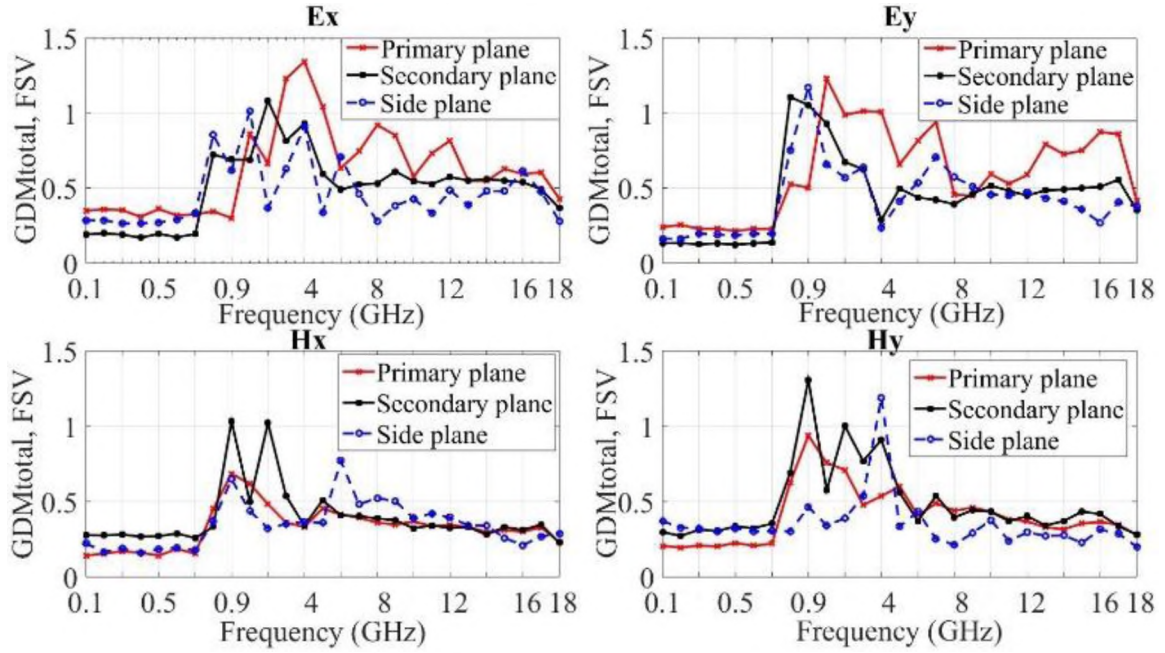 Ex
GDMtotal, FSV
1.5
1
0.5
0
Primary plane
Secondary plane
Side plane
0.1 0.5 0.9 4 8 12 16 18
Frequency (GHz)
Ey
GDMtotal, FSV
1.5
1
0.5
0
Primary plane
Secondary plane
Side plane
0.1 0.5 0.9 4 8 12 16 18
Frequency (GHz)
Hx
GDMtotal, FSV
1.5
1
0.5
0
Primary plane
Secondary plane
Side plane
0.1 0.5 0.9 4 8 12 16 18
Frequency (GHz)
Hy
GDMtotal, FSV
1.5
1
0.5
0
Primary plane
Secondary plane
Side plane
0.1 0.5 0.9 4 8 12 16 18
Frequency (GHz)